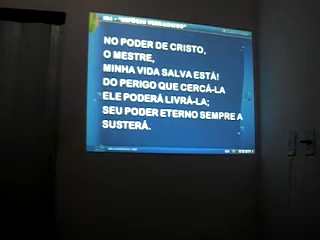 NO PODER DE CRISTO,
O MESTRE,
MINHA VIDA SALVA ESTÁ!
DO PERIGO QUE CERCÁ-LA
ELE PODERÁ LIVRÁ-LA;
SEU PODER ETERNO SEMPRE A
SUSTERÁ.